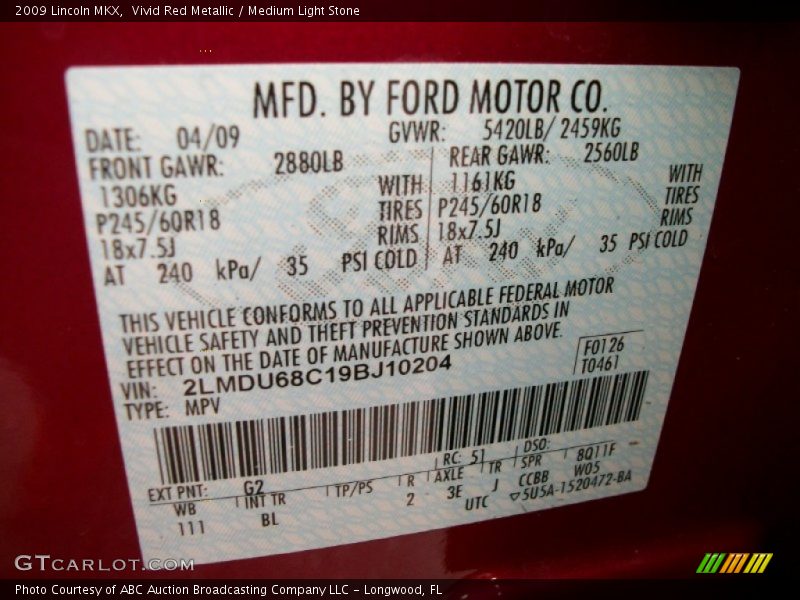 2009 Lincoln MKX, Vivid Red Metallic / Medium Light Stone
MFD. BY FORD MOTOR CO.
DATE: 04/09 GVWR: 5420LB/ 2459KG
FRONT GAWR: 2880LB REAR GAWR: 2560LB
1306KG WITH 1161KG WITH
P245/60R18 TIRES P245/60R18 TIRES
18x7.5J RIMS 18x7.5J RIMS
AT 240 kPa/ 35 PSI COLD AT 240 kPa/ 35 PSI COLD
THIS VEHICLE CONFORMS TO ALL APPLICABLE FEDERAL MOTOR
VEHICLE SAFETY AND THEFT PREVENTION STANDARDS IN
EFFECT ON THE DATE OF MANUFACTURE SHOWN ABOVE.
F0126
T0461
VIN: 2LMDU68C19BJ10204
TYPE: MPV
EXT PNT: G2 RC: 51 DSO:
WB INT TR TP/PS R AXLE TR SPR 8Q11F
111 BL 2 3E J CCBB W05
UTC ▽5U5A-1520472-BA
GTCARLOT.COM
Photo Courtesy of ABC Auction Broadcasting Company LLC - Longwood, FL